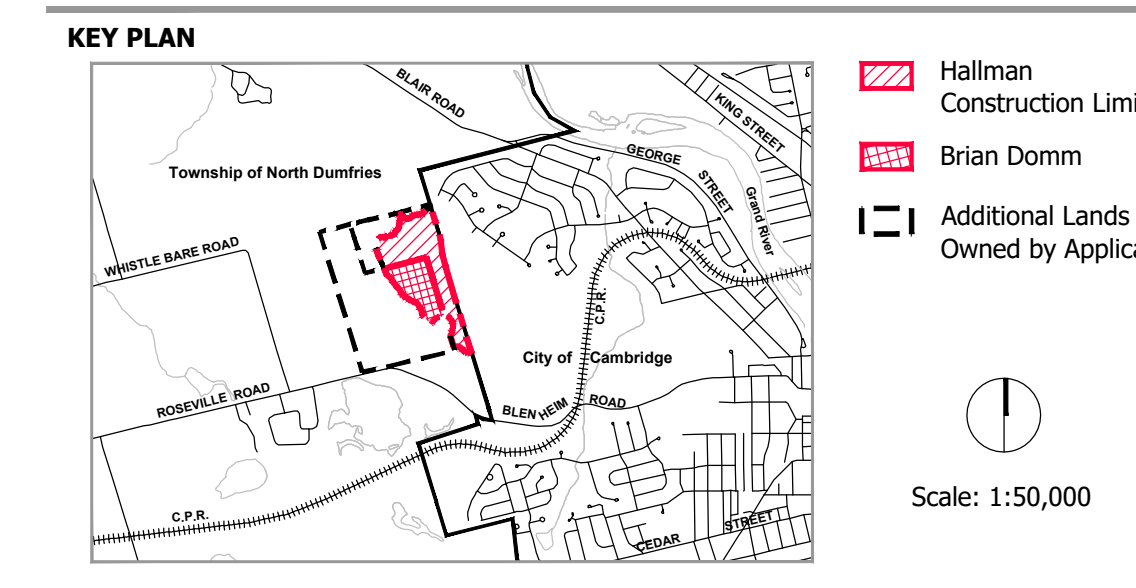 KEY PLAN
BLAIR ROAD
KING STREET
Township of North Dumfries
GEORGE STREET
Grand River
WHISTLE BARE ROAD
C.P.R.
City of Cambridge
ROSEVILLE ROAD
BLENHEIM ROAD
C.P.R.
CEDAR STREET
Hallman
Construction Limi
Brian Domm
Additional Lands
Owned by Applica
Scale: 1:50,000